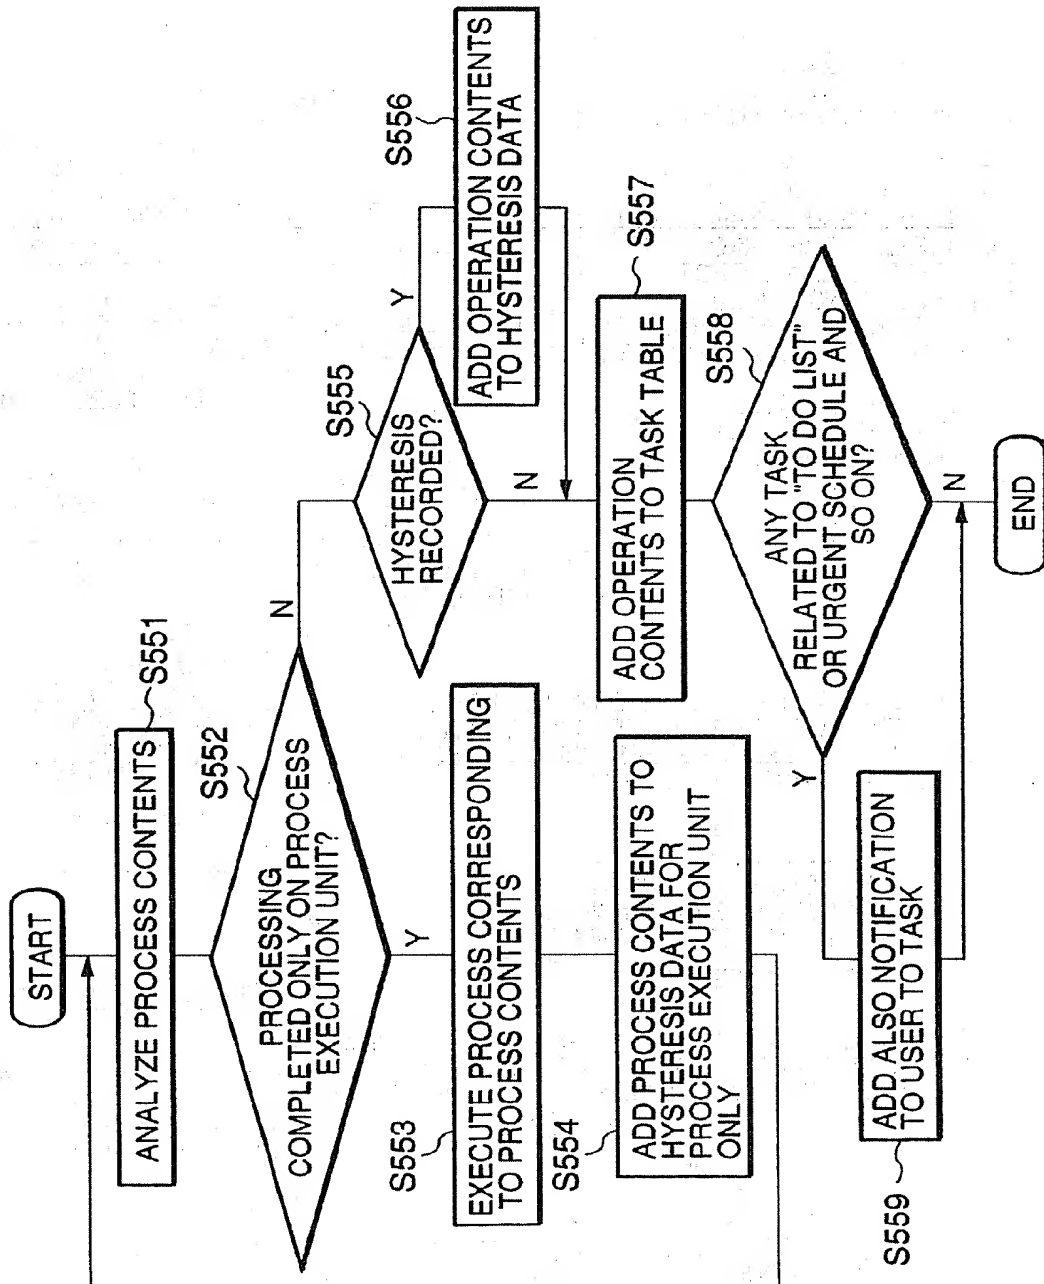 START
ANALYZE PROCESS CONTENTS
S551
PROCESSING
COMPLETED ONLY ON PROCESS
EXECUTION UNIT?
S552
N
Y
EXECUTE PROCESS CORRESPONDING
TO PROCESS CONTENTS
S553
ADD PROCESS CONTENTS TO
HYSTERESIS DATA FOR
PROCESS EXECUTION UNIT
ONLY
S554
HYSTERESIS
RECORDED?
S555
Y
N
ADD OPERATION CONTENTS
TO HYSTERESIS DATA
S556
ADD OPERATION
CONTENTS TO TASK TABLE
S557
ANY TASK
RELATED TO "TO DO LIST"
OR URGENT SCHEDULE AND
SO ON?
S558
Y
N
ADD ALSO NOTIFICATION
TO USER TO TASK
S559
END